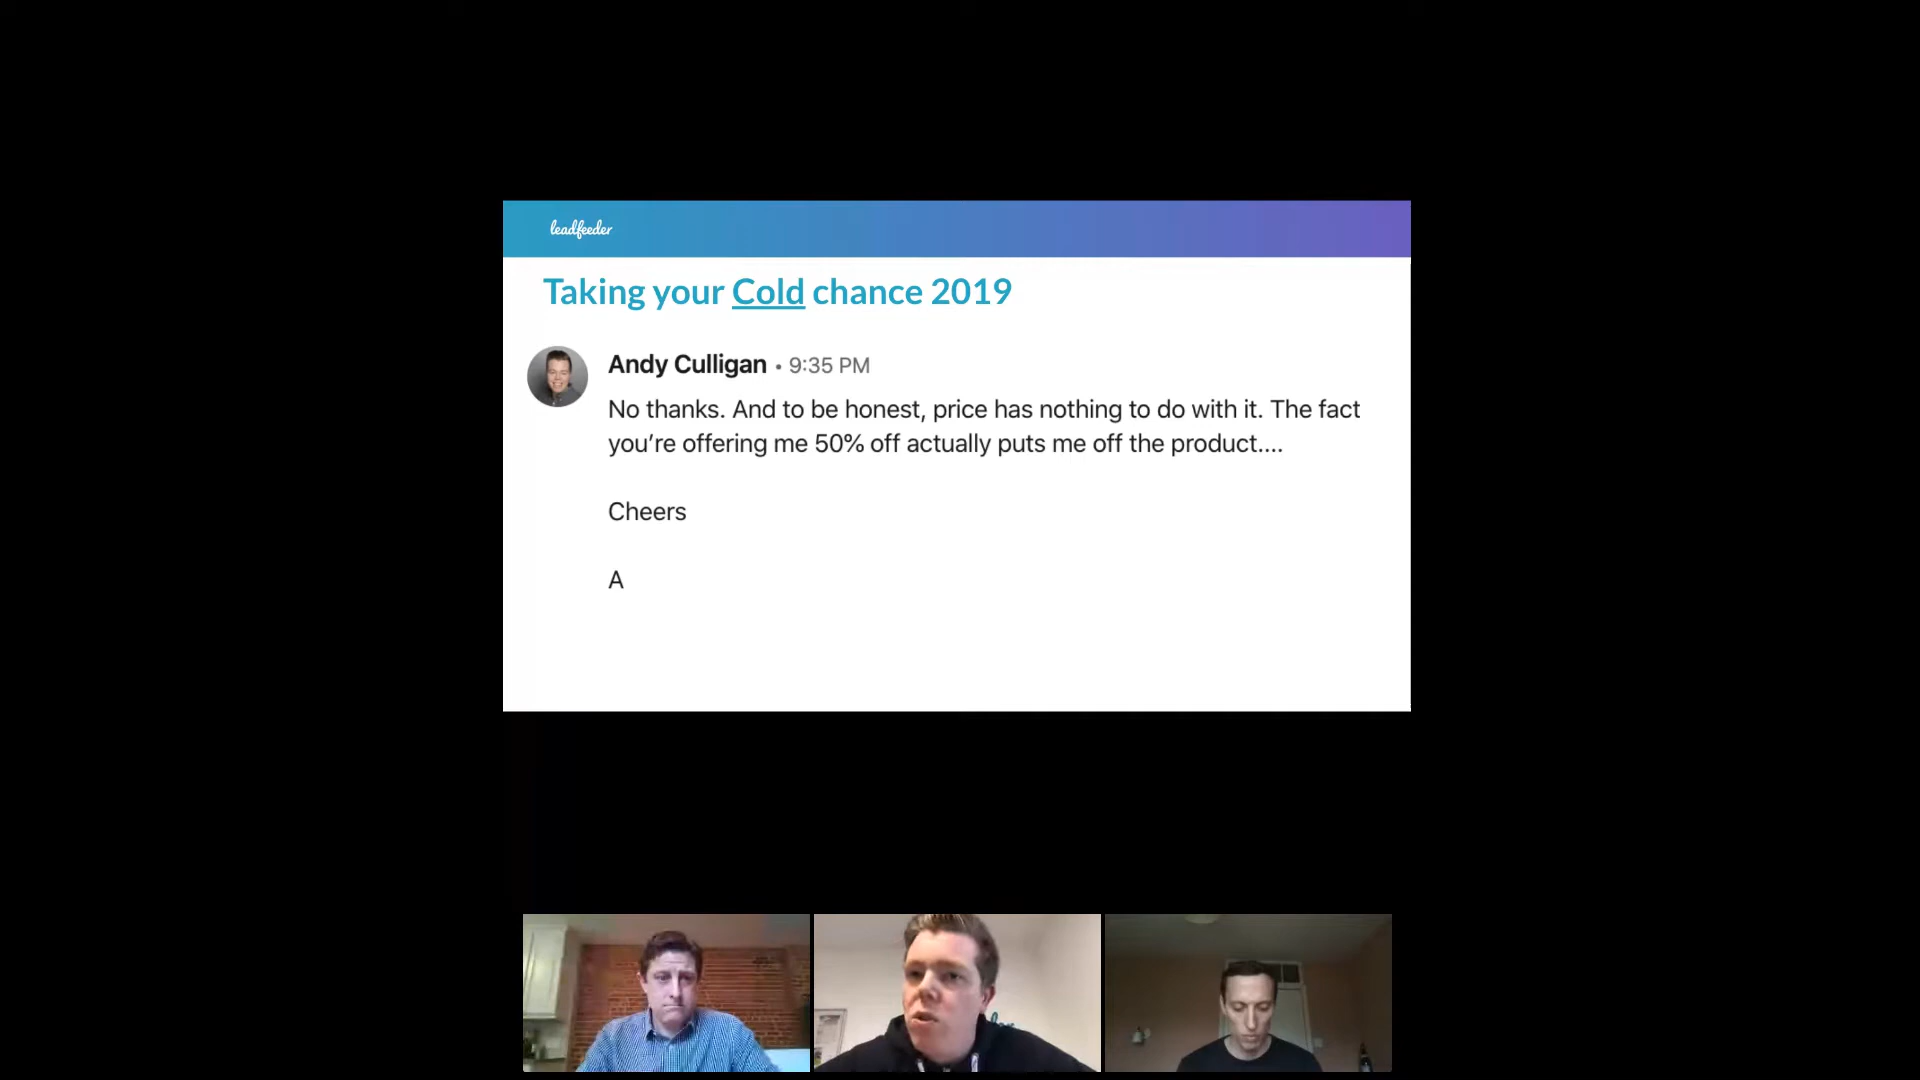 leadfeeder
Taking your Cold chance 2019
Andy Culligan • 9:35 PM
No thanks. And to be honest, price has nothing to do with it. The fact
you’re offering me 50% off actually puts me off the product....
Cheers
A